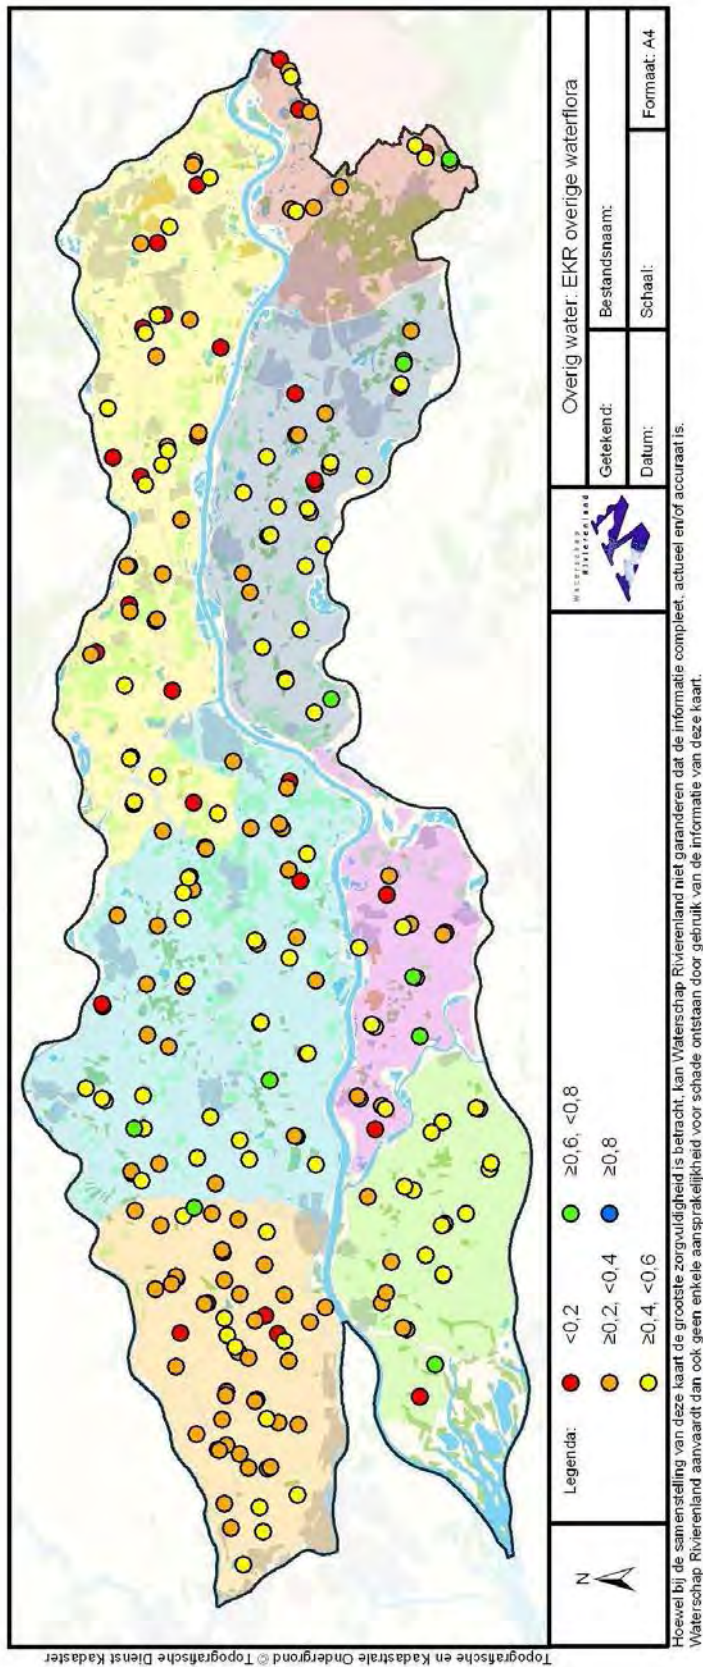 Topografische en Kadastrale Ondergrond © Topografische Dienst Kadaster
N
Legenda:
<0,2
≥0,2, <0,4
≥0,4, <0,6
≥0,6, <0,8
≥0,8
Waterschap
Rivierenland
Overig water: EKR overige waterflora
Getekend:
Bestandsnaam:
Datum:
Schaal:
Formaat: A4
Hoewel bij de samenstelling van deze kaart de grootste zorgvuldigheid is betracht, kan Waterschap Rivierenland niet garanderen dat de informatie compleet, actueel en/of accuraat is.
Waterschap Rivierenland aanvaardt dan ook geen enkele aansprakelijkheid voor schade ontstaan door gebruik van de informatie van deze kaart.